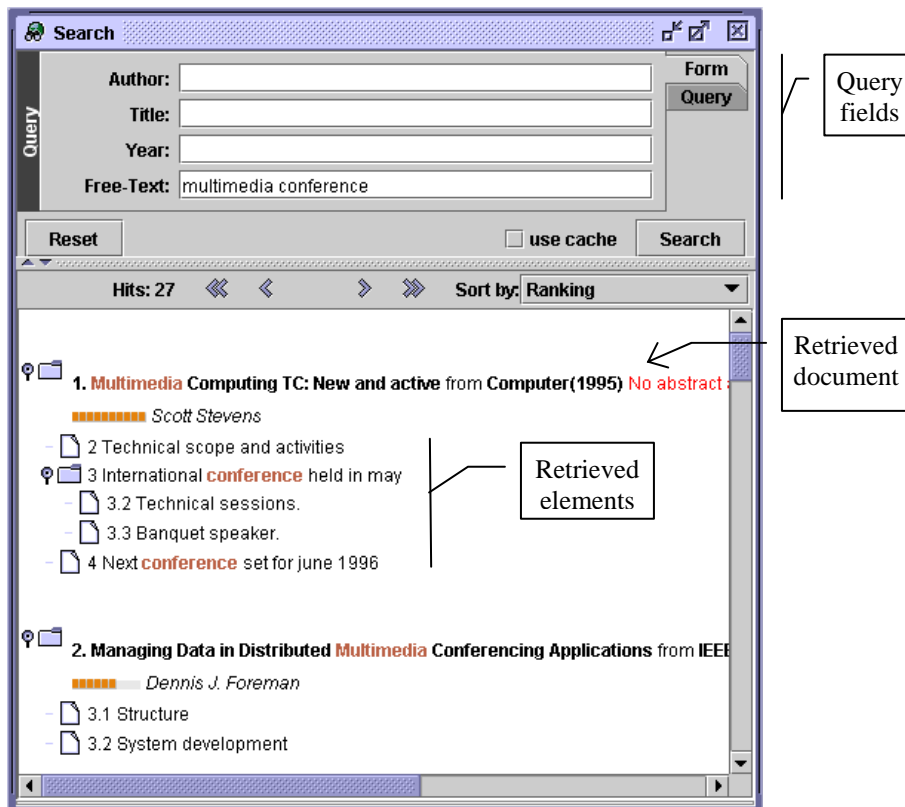 Search
Query
Author:
Form
Title:
Query
Year:
Free-Text: multimedia conference
Reset
use cache
Search
Hits: 27
Sort by: Ranking
1. Multimedia Computing TC: New and active from Computer(1995) No abstract
Scott Stevens
2 Technical scope and activities
3 International conference held in may
3.2 Technical sessions.
3.3 Banquet speaker.
4 Next conference set for june 1996
2. Managing Data in Distributed Multimedia Conferencing Applications from IEEE
Dennis J. Foreman
3.1 Structure
3.2 System development
Query
fields
Retrieved
document
Retrieved
elements